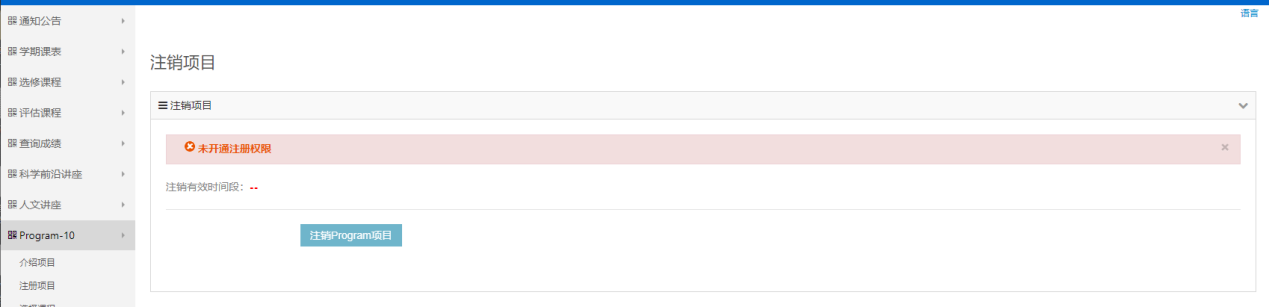 语言
通知公告
学期课表
选修课程
评估课程
查询成绩
科学前沿讲座
人文讲座
Program-10
介绍项目
注册项目
注销项目
注销项目
未开通注册权限
注销有效时间段：--
注销Program项目